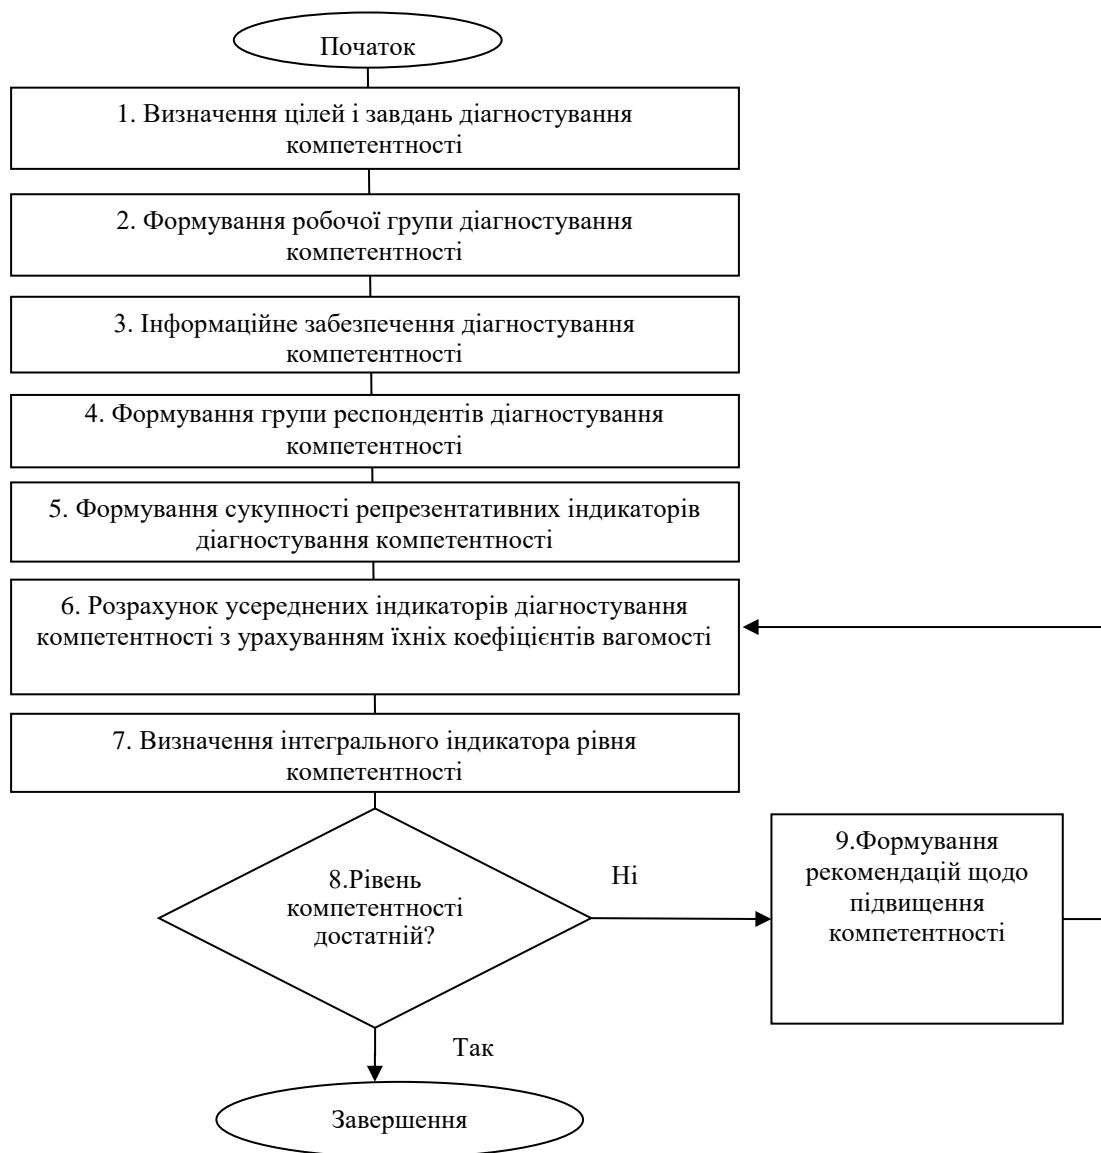 Початок
1. Визначення цілей і завдань діагностування
компетентності
2. Формування робочої групи діагностування
компетентності
3. Інформаційне забезпечення діагностування
компетентності
4. Формування групи респондентів діагностування
компетентності
5. Формування сукупності репрезентативних індикаторів
діагностування компетентності
6. Розрахунок усереднених індикаторів діагностування
компетентності з урахуванням їхніх коефіцієнтів вагомості
7. Визначення інтегрального індикатора рівня
компетентності
8.Рівень
компетентності
достатній?
Ні
9.Формування
рекомендацій щодо
підвищення
компетентності
Так
Завершення